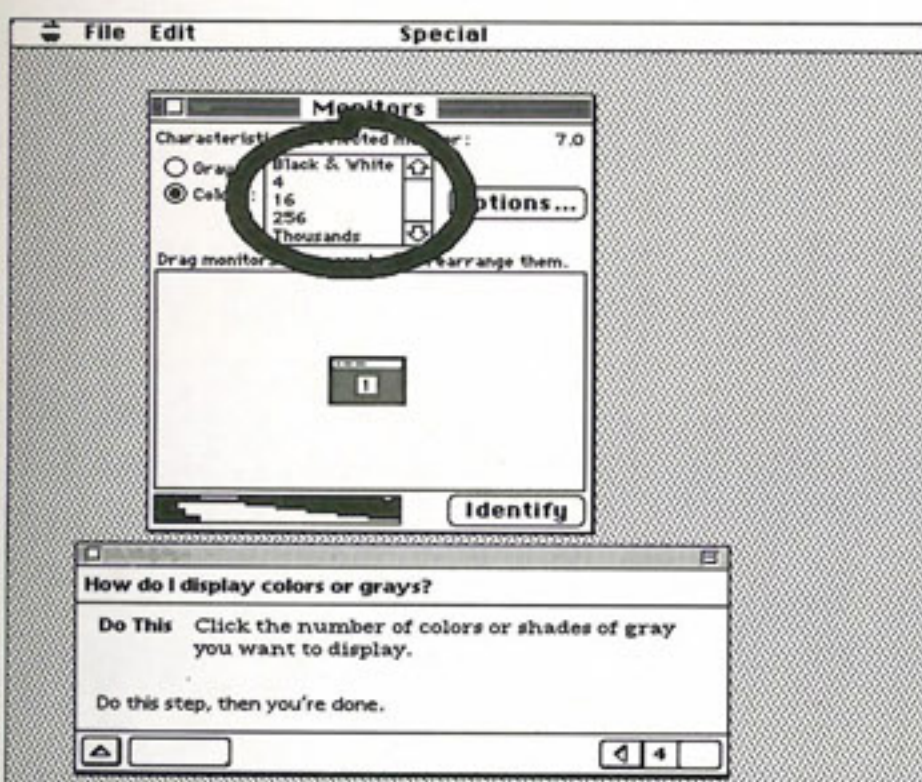 File Edit Special
Monitors
7.0
Black & White
4
16
256
Thousands
Drag
rearrange them.
1
Identify
How do I display colors or grays?
Do This Click the number of colors or shades of gray
you want to display.
Do this step, then you're done.
4